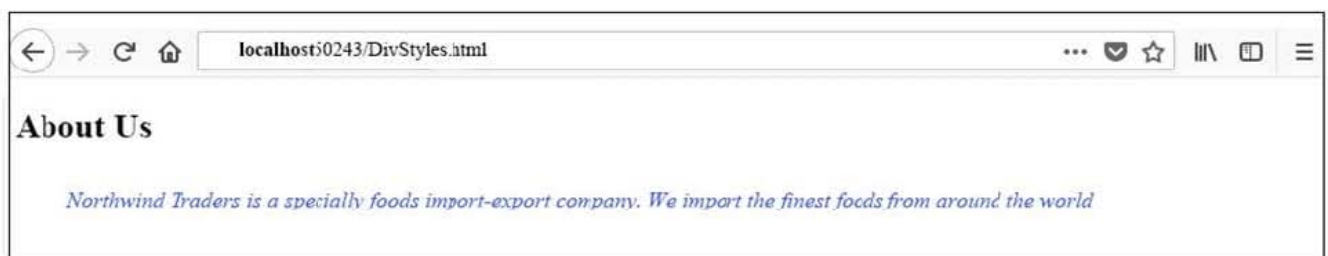 localhost50243/DivStyles.html
About Us
Northwind Traders is a specially foods import-export company. We import the finest foods from around the world